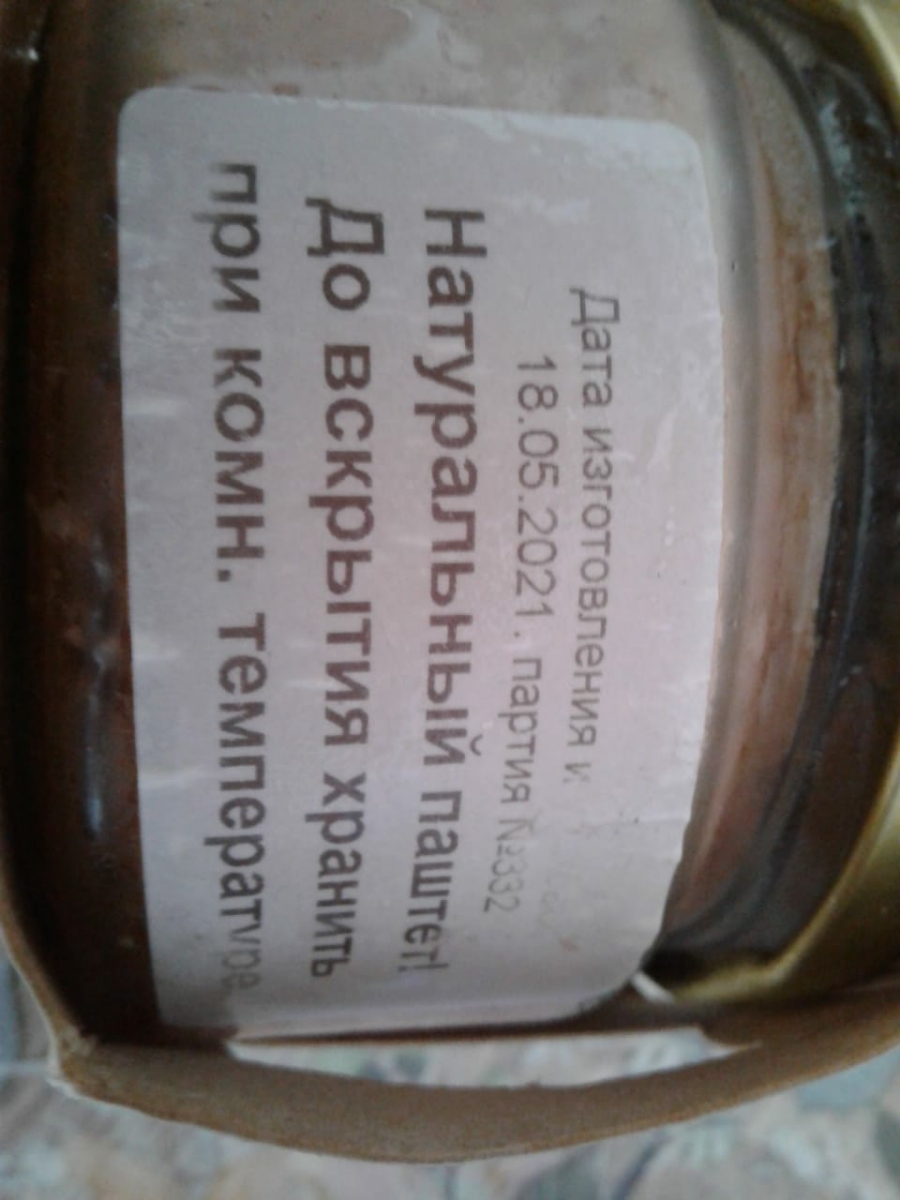 Дата изготовления и
18.05.2021. партия №332
Натуральный паштет!
До вскрытия хранить
при комн. температуре